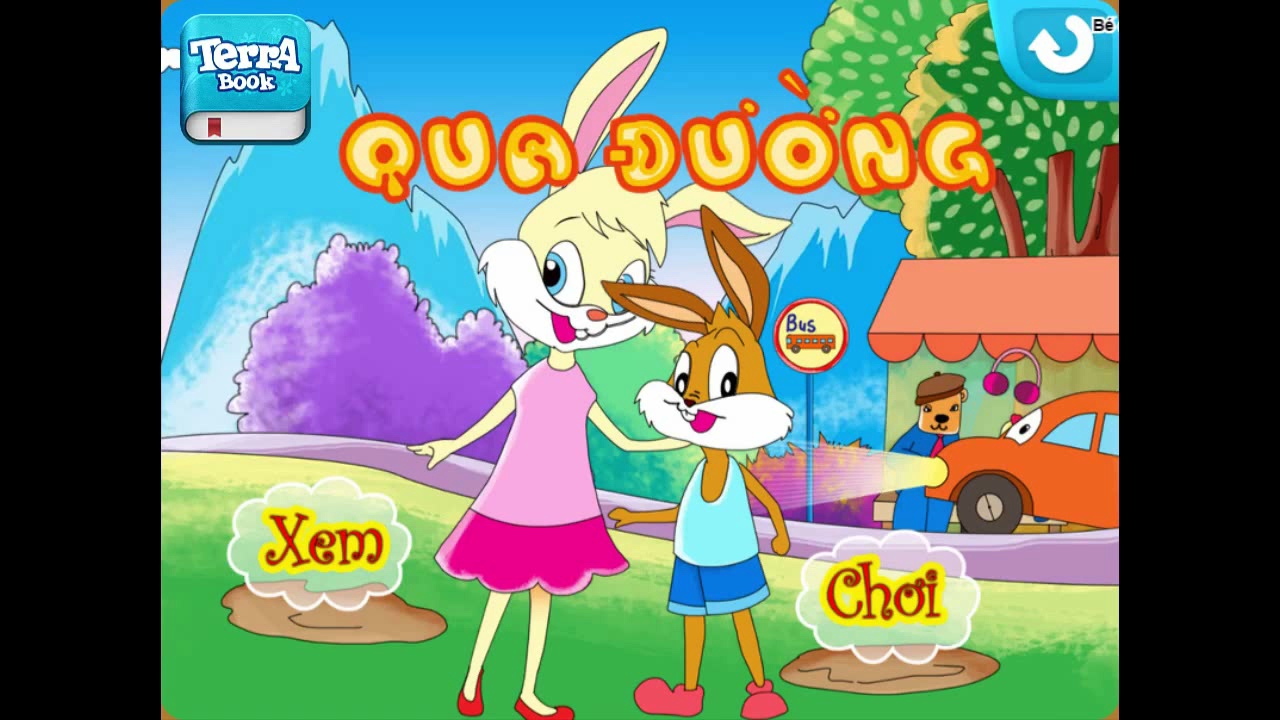 TerrA
BOOK
Bé
QUA ĐƯỜNG
Bus
Xem
Chơi